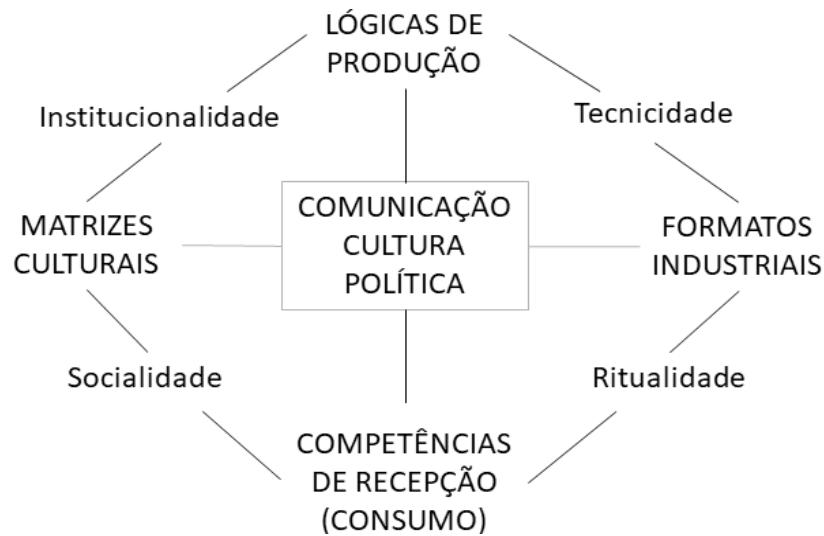 LÓGICAS DE
PRODUÇÃO
Institucionalidade
Tecnicidade
MATRIZES
CULTURAIS
COMUNICAÇÃO
CULTURA
POLÍTICA
FORMATOS
INDUSTRIAIS
Socialidade
Ritualidade
COMPETÊNCIAS
DE RECEPÇÃO
(CONSUMO)